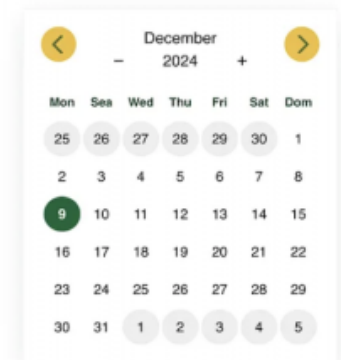 December
− 2024 +
Mon Sea Wed Thu Fri Sat Dom
25 26 27 28 29 30 1
2 3 4 5 6 7 8
9 10 11 12 13 14 15
16 17 18 19 20 21 22
23 24 25 26 27 28 29
30 31 1 2 3 4 5